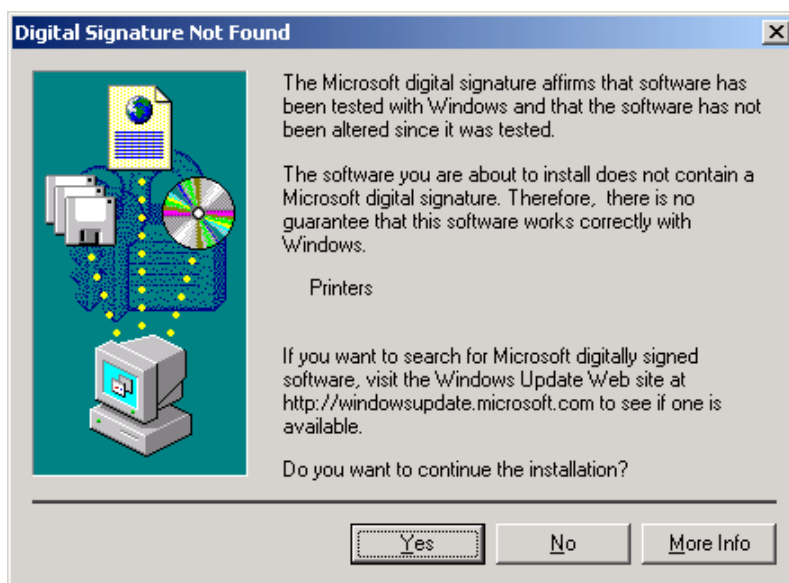 Digital Signature Not Found
The Microsoft digital signature affirms that software has
been tested with Windows and that the software has not
been altered since it was tested.
The software you are about to install does not contain a
Microsoft digital signature. Therefore,  there is no
guarantee that this software works correctly with
Windows.
Printers
If you want to search for Microsoft digitally signed
software, visit the Windows Update Web site at
http://windowsupdate.microsoft.com to see if one is
available.
Do you want to continue the installation?
Yes
No
More Info